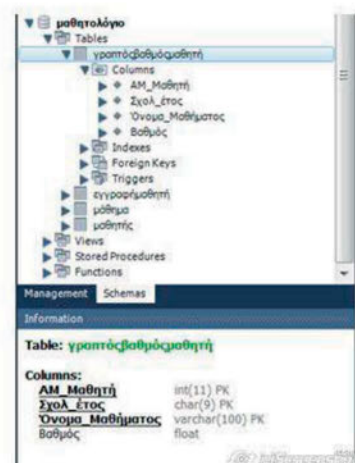 μαθητολόγιο
Tables
γραπτόςβαθμόςμαθητή
Columns
ΑΜ_Μαθητή
Σχολ_έτος
Όνομα_Μαθήματος
Βαθμός
Indexes
Foreign Keys
Triggers
εγγραφήμαθητή
μάθημα
μαθητής
Views
Stored Procedures
Functions
Management Schemas
Information
Table: γραπτόςβαθμόςμαθητή
Columns:
ΑΜ_Μαθητή int(11) PK
Σχολ_έτος char(9) PK
Όνομα_Μαθήματος varchar(100) PK
Βαθμός float